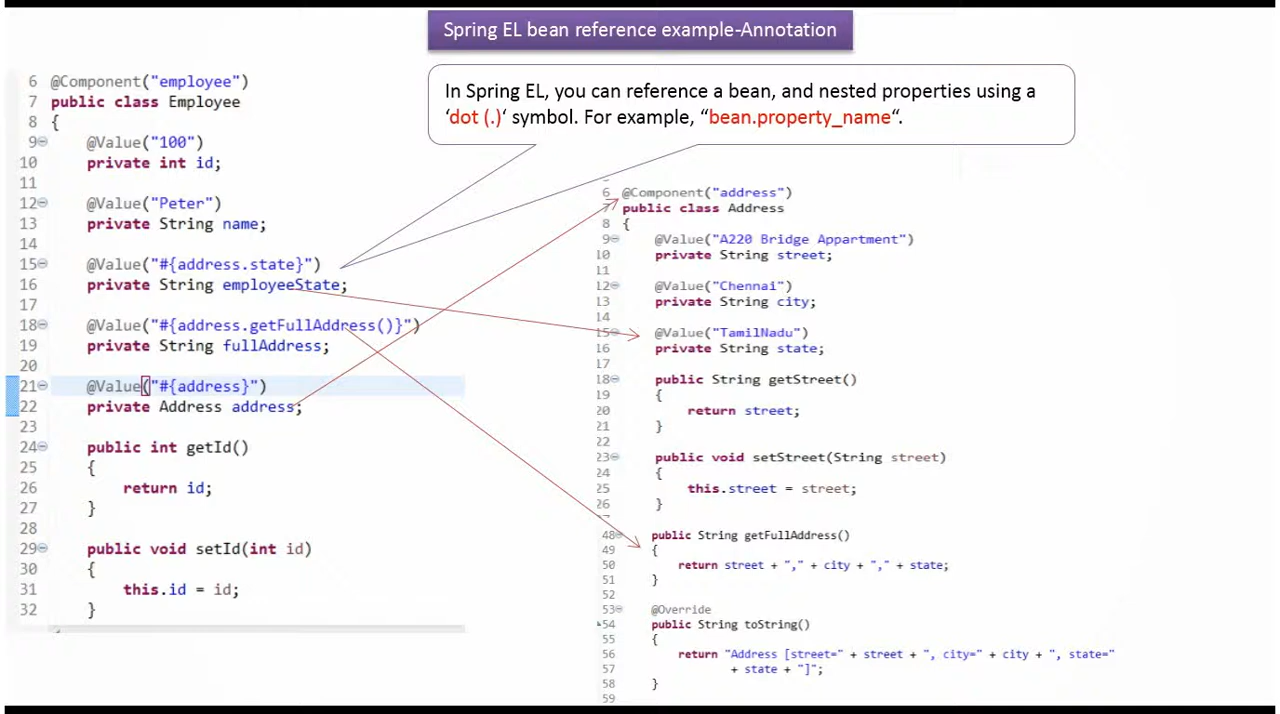 Spring EL bean reference example-Annotation
In Spring EL, you can reference a bean, and nested properties using a
‘dot (.)‘ symbol. For example, “bean.property_name“.
6 @Component("employee")
7 public class Employee
8 {
9 @Value("100")
10 private int id;
11
12 @Value("Peter")
13 private String name;
14
15 @Value("#{address.state}")
16 private String employeeState;
17
18 @Value("#{address.getFullAddress()}")
19 private String fullAddress;
20
21 @Value("#{address}")
22 private Address address;
23
24 public int getId()
25 {
26 return id;
27 }
28
29 public void setId(int id)
30 {
31 this.id = id;
32 }
6 @Component("address")
7 public class Address
8 {
9 @Value("A220 Bridge Appartment")
10 private String street;
11
12 @Value("Chennai")
13 private String city;
14
15 @Value("TamilNadu")
16 private String state;
17
18 public String getStreet()
19 {
20 return street;
21 }
22
23 public void setStreet(String street)
24 {
25 this.street = street;
26 }
48 public String getFullAddress()
49 {
50 return street + "," + city + "," + state;
51 }
52
53 @Override
54 public String toString()
55 {
56 return "Address [street=" + street + ", city=" + city + ", state="
57 + state + "]";
58 }
59